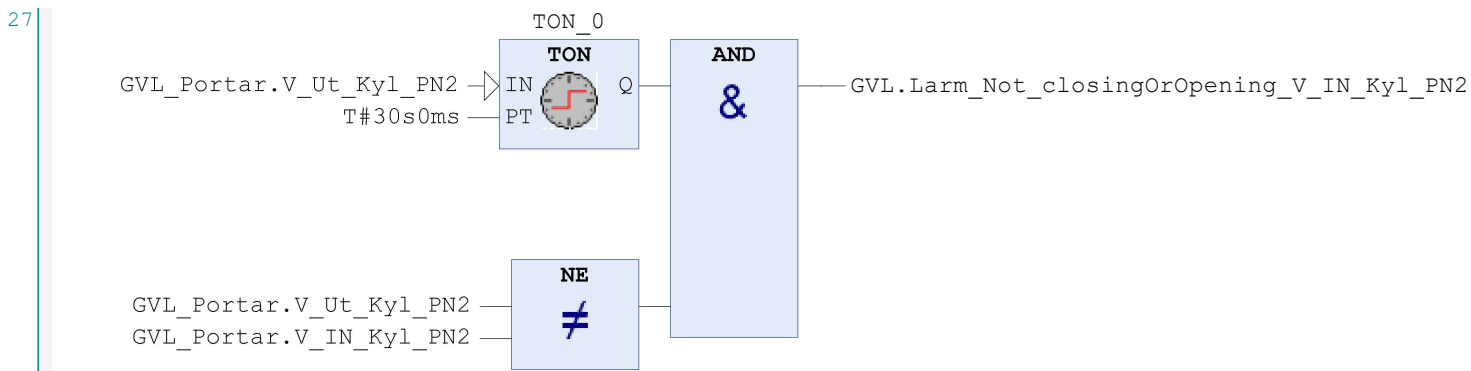 27
TON_0
TON
AND
GVL_Portar.V_Ut_Kyl_PN2
IN
Q
&
GVL.Larm_Not_closingOrOpening_V_IN_Kyl_PN2
T#30s0ms
PT
NE
GVL_Portar.V_Ut_Kyl_PN2
≠
GVL_Portar.V_IN_Kyl_PN2